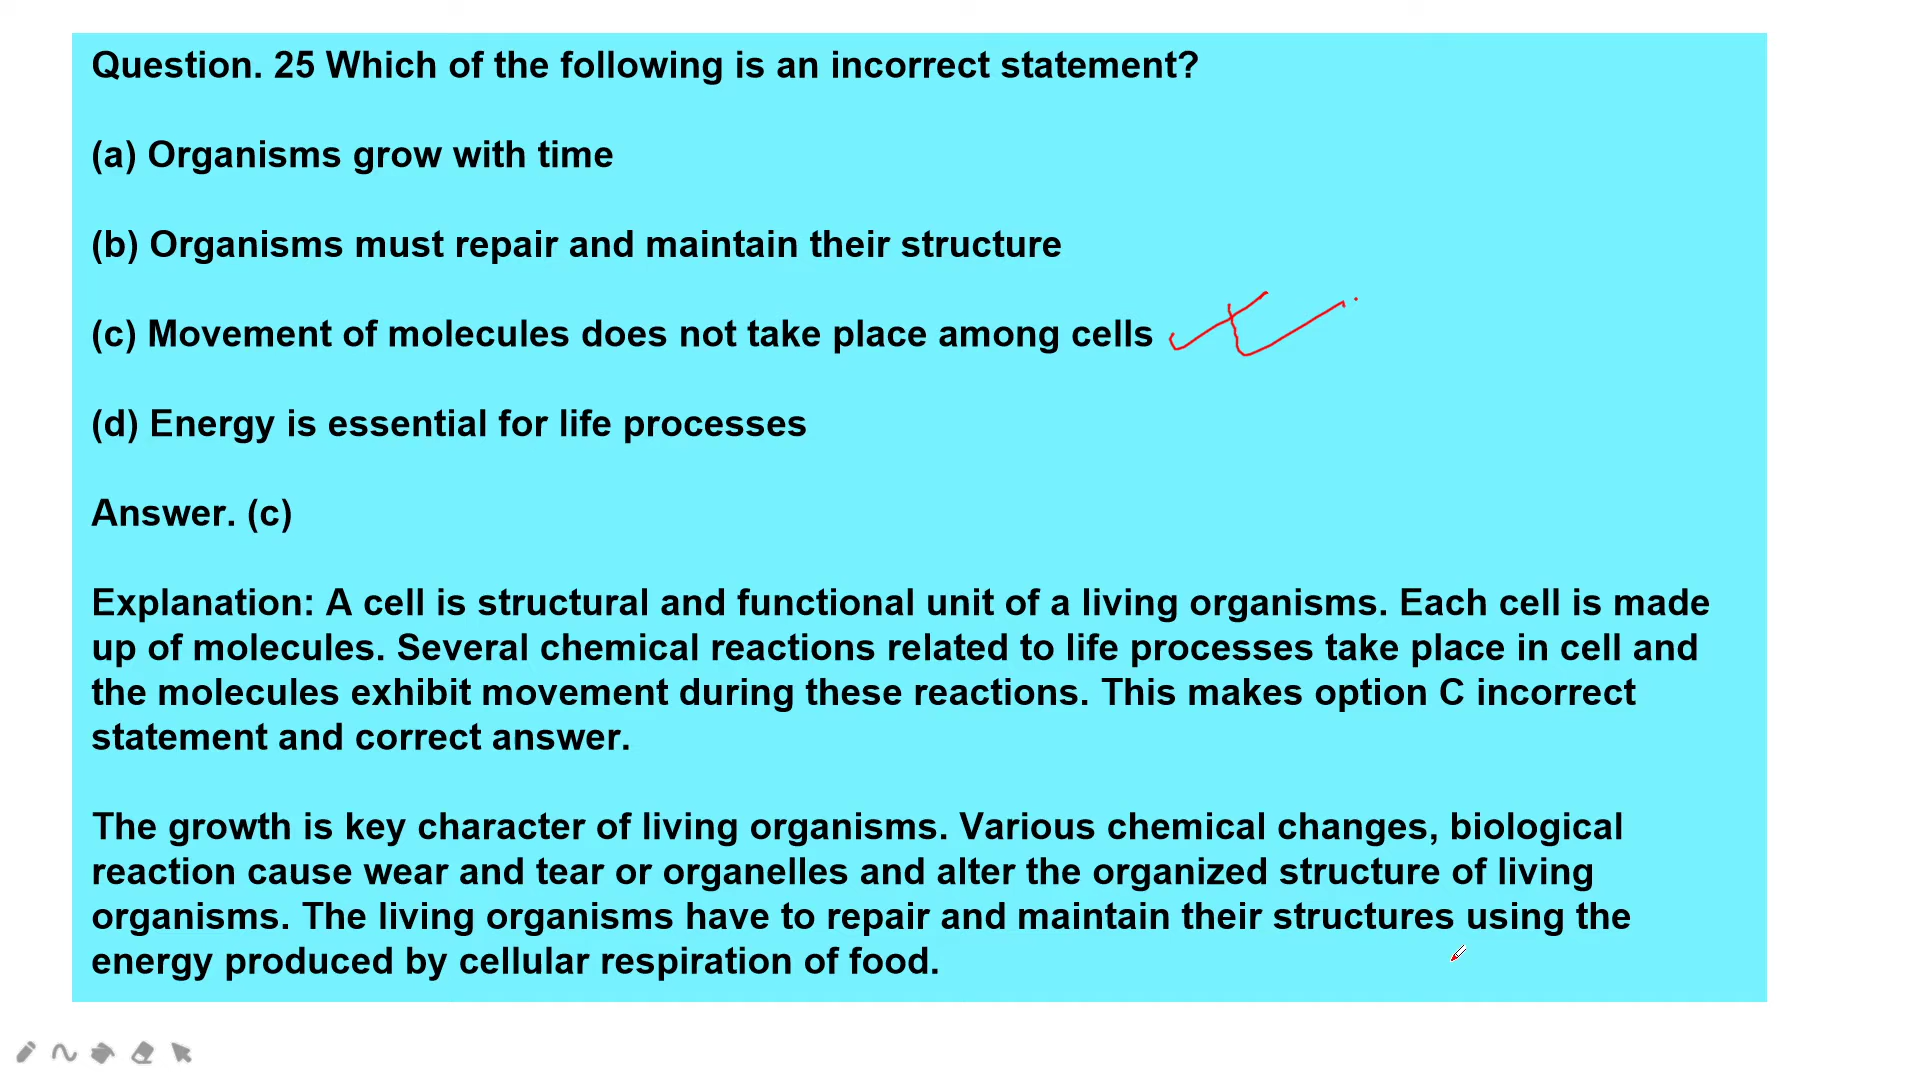 Question. 25 Which of the following is an incorrect statement?
(a) Organisms grow with time
(b) Organisms must repair and maintain their structure
(c) Movement of molecules does not take place among cells
(d) Energy is essential for life processes
Answer. (c)
Explanation: A cell is structural and functional unit of a living organisms. Each cell is made
up of molecules. Several chemical reactions related to life processes take place in cell and
the molecules exhibit movement during these reactions. This makes option C incorrect
statement and correct answer.
The growth is key character of living organisms. Various chemical changes, biological
reaction cause wear and tear or organelles and alter the organized structure of living
organisms. The living organisms have to repair and maintain their structures using the
energy produced by cellular respiration of food.